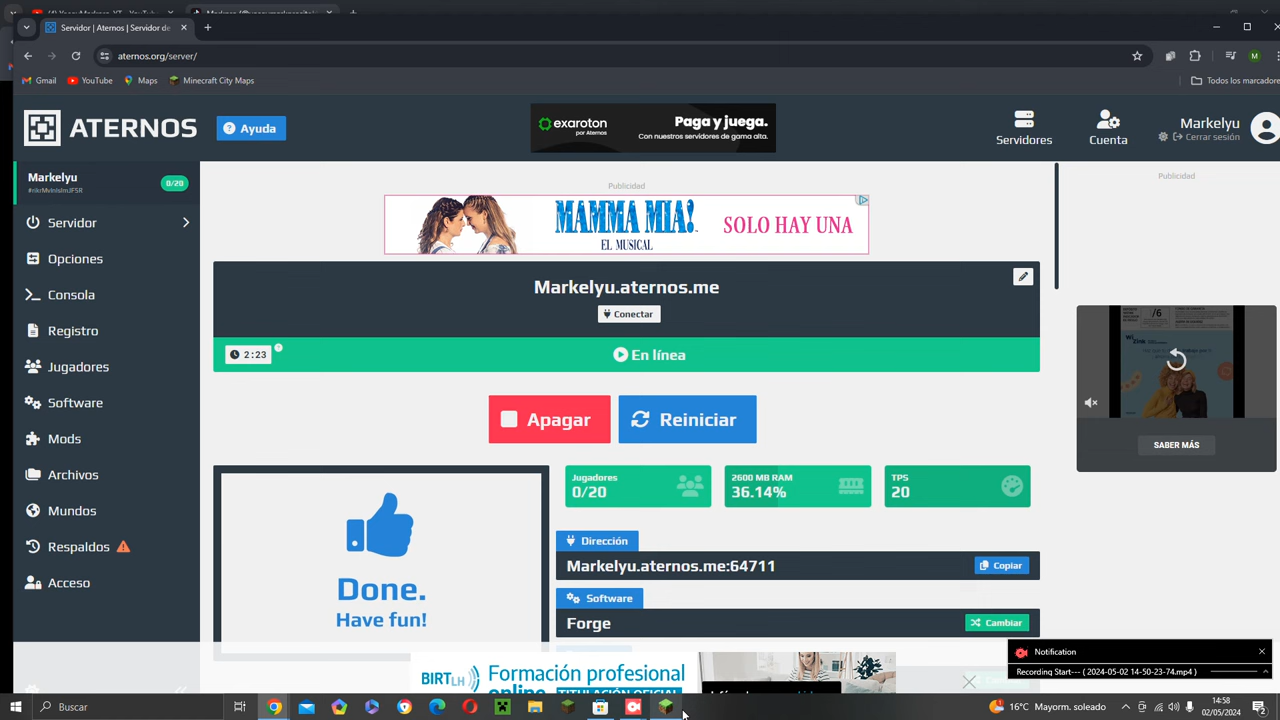 Servidor | Aternos | Servidor de
aternos.org/server/
Gmail
YouTube
Maps
Minecraft City Maps
Todos los marcadore
ATERNOS
Ayuda
exaroton
por Aternos
Paga y juega.
Con nuestros servidores de gama alta.
Servidores
Cuenta
Markelyu
Cerrar sesión
Markelyu
0/20
Servidor
Opciones
Consola
Registro
Jugadores
Software
Mods
Archivos
Mundos
Respaldos
Acceso
Publicidad
MAMMA MIA!
EL MUSICAL
SOLO HAY UNA
Markelyu.aternos.me
Conectar
2:23
En línea
Apagar
Reiniciar
Done.
Have fun!
Jugadores
0/20
2600 MB RAM
36.14%
TPS
20
Dirección
Markelyu.aternos.me:64711
Copiar
Software
Forge
Cambiar
Publicidad
SABER MÁS
BIRT LH
Formación profesional
online
TITULACIÓN OFICIAL
Notification
Recording Start--- ( 2024-05-02 14-50-23-74.mp4 )
Buscar
16°C Mayorm. soleado
14:58
02/05/2024